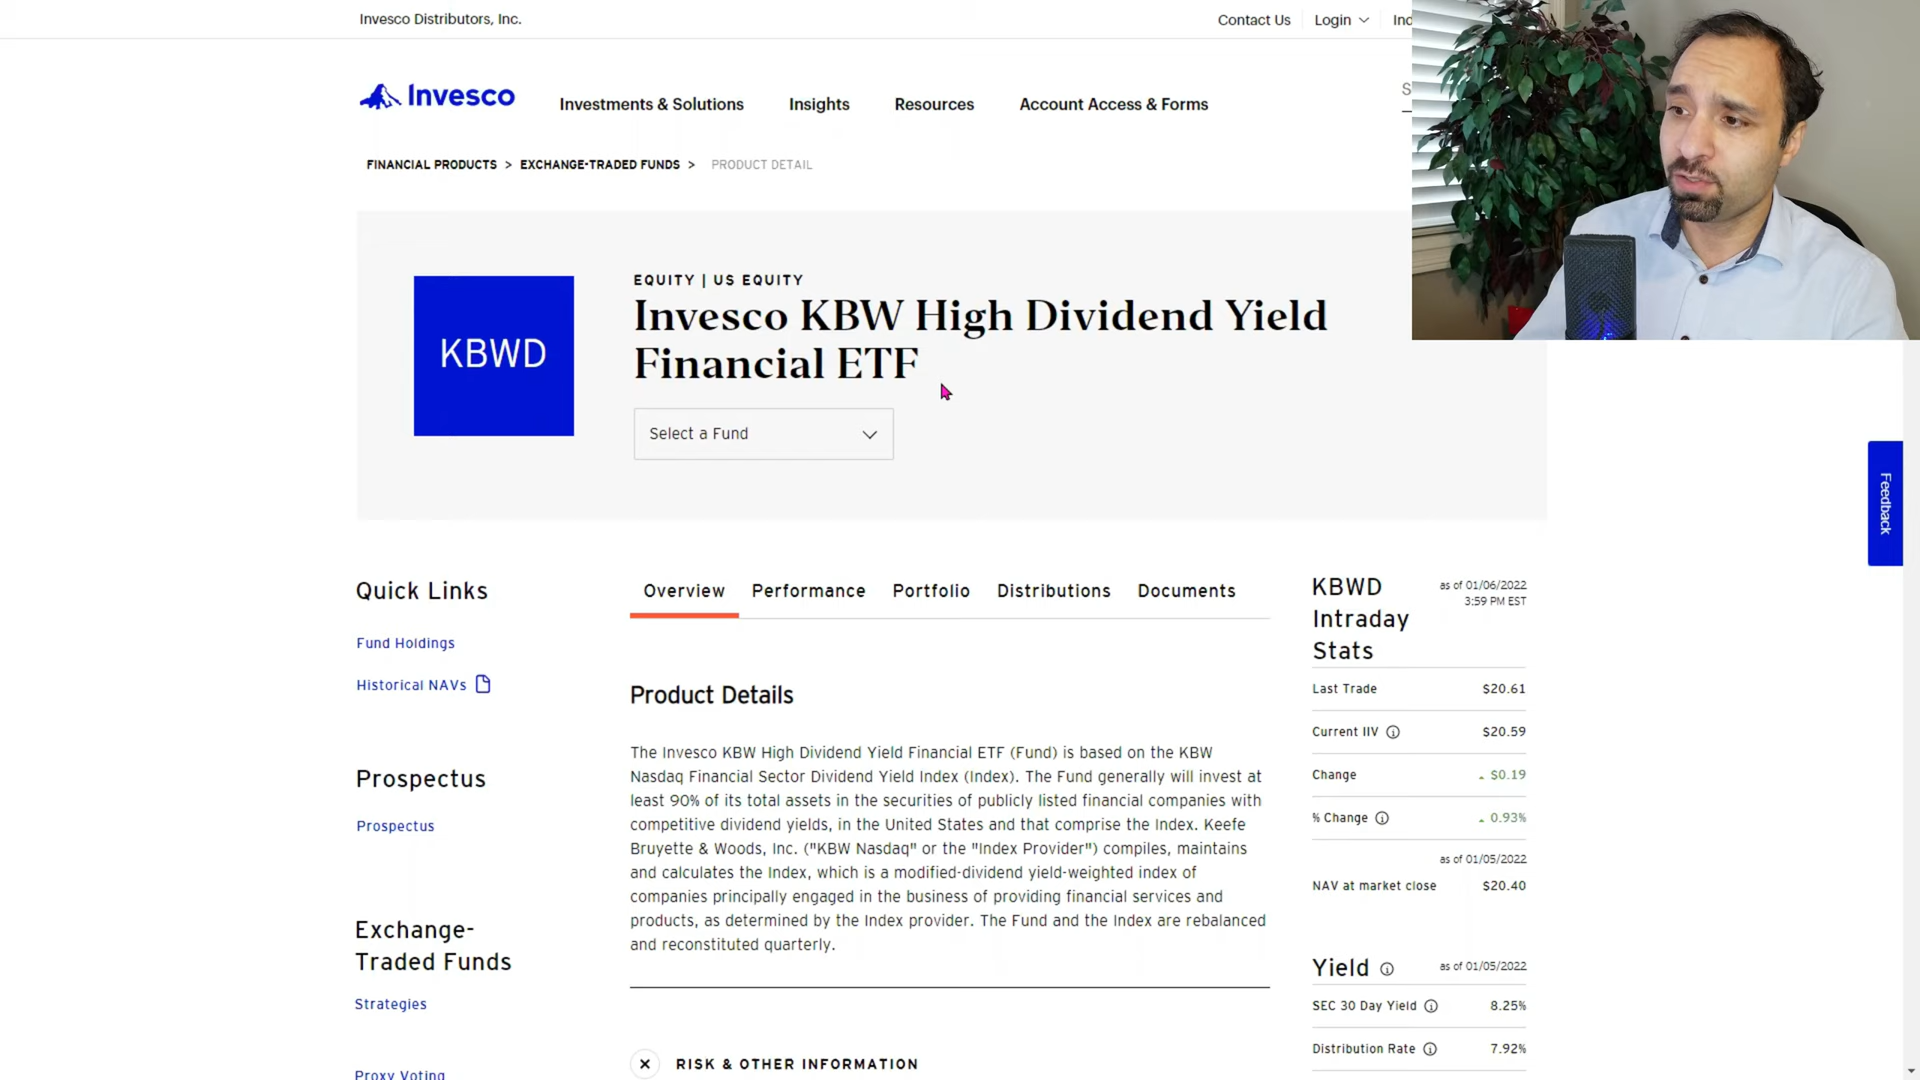 Invesco Distributors, Inc.
Contact Us
Login
Ind
Invesco
Investments & Solutions
Insights
Resources
Account Access & Forms
S
FINANCIAL PRODUCTS > EXCHANGE-TRADED FUNDS > PRODUCT DETAIL
KBWD
EQUITY | US EQUITY
Invesco KBW High Dividend Yield
Financial ETF
Select a Fund
Feedback
Quick Links
Fund Holdings
Historical NAVs
Prospectus
Prospectus
Exchange-
Traded Funds
Strategies
Proxy Voting
Overview
Performance
Portfolio
Distributions
Documents
Product Details
The Invesco KBW High Dividend Yield Financial ETF (Fund) is based on the KBW
Nasdaq Financial Sector Dividend Yield Index (Index). The Fund generally will invest at
least 90% of its total assets in the securities of publicly listed financial companies with
competitive dividend yields, in the United States and that comprise the Index. Keefe
Bruyette & Woods, Inc. ("KBW Nasdaq" or the "Index Provider") compiles, maintains
and calculates the Index, which is a modified-dividend yield-weighted index of
companies principally engaged in the business of providing financial services and
products, as determined by the Index provider. The Fund and the Index are rebalanced
and reconstituted quarterly.
RISK & OTHER INFORMATION
KBWD
Intraday
Stats
as of 01/06/2022
3:59 PM EST
Last Trade $20.61
Current IIV $20.59
Change $0.19
% Change 0.93%
as of 01/05/2022
NAV at market close $20.40
Yield as of 01/05/2022
SEC 30 Day Yield 8.25%
Distribution Rate 7.92%